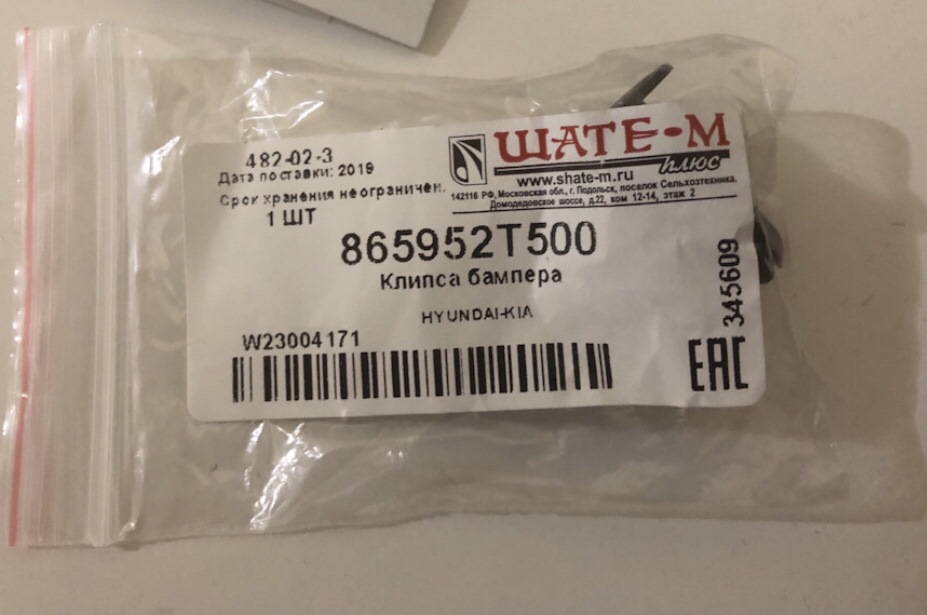 482-02-3
Дата поставки: 2019
Срок хранения неограничен.
1 ШТ
ШАТЕ-М
плюс
www.shate-m.ru
142116 РФ, Московская обл., г. Подольск, поселок Сельхозтехника,
Домодедовское шоссе, д.22, ком 12-14, этаж 2
865952T500
Клипса бампера
HYUNDAI-KIA
W23004171
345609
EAC